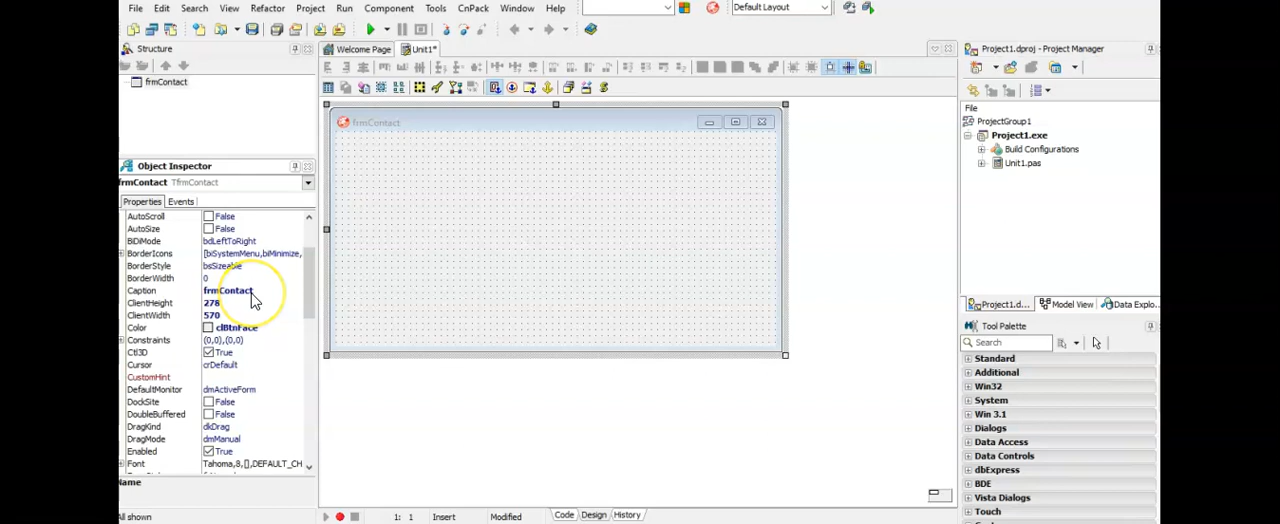 File Edit Search View Refactor Project Run Component Tools CnPack Window Help
Default Layout
Structure
frmContact
Object Inspector
frmContact TfrmContact
Properties Events
AutoScroll False
AutoSize False
BiDiMode bdLeftToRight
BorderIcons [biSystemMenu,biMinimize,
BorderStyle bsSizeable
BorderWidth 0
Caption frmContact
ClientHeight 278
ClientWidth 570
Color clBtnFace
Constraints (0,0),(0,0)
Ctl3D True
Cursor crDefault
CustomHint
DefaultMonitor dmActiveForm
DockSite False
DoubleBuffered False
DragKind dkDrag
DragMode dmManual
Enabled True
Font Tahoma,8,[],DEFAULT_CH
Name
All shown
Welcome Page Unit1*
frmContact
1: 1 Insert Modified Code Design History
Project1.dproj - Project Manager
File
ProjectGroup1
Project1.exe
Build Configurations
Unit1.pas
Project1.d... Model View Data Explo...
Tool Palette
Search
Standard
Additional
Win32
System
Win 3.1
Dialogs
Data Access
Data Controls
dbExpress
BDE
Vista Dialogs
Touch